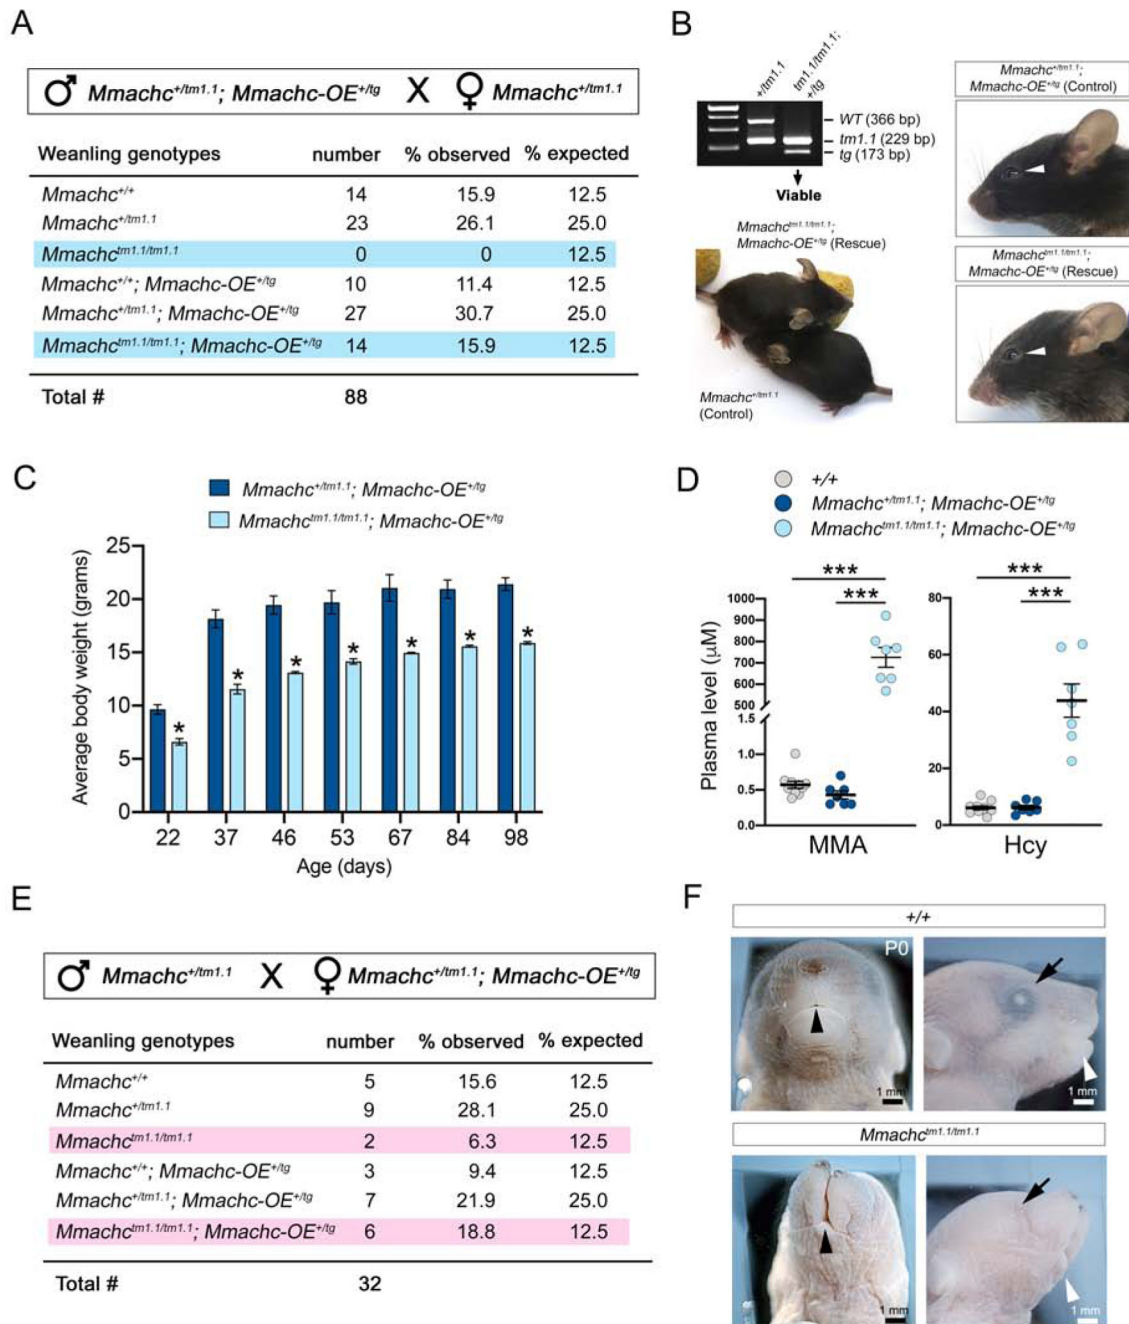 A
♂ Mmachc+/tm1.1; Mmachc-OE+/tg X ♀ Mmachc+/tm1.1
Weanling genotypes number % observed % expected
Mmachc+/+ 14 15.9 12.5
Mmachc+/tm1.1 23 26.1 25.0
Mmachctm1.1/tm1.1 0 0 12.5
Mmachc+/+; Mmachc-OE+/tg 10 11.4 12.5
Mmachc+/tm1.1; Mmachc-OE+/tg 27 30.7 25.0
Mmachctm1.1/tm1.1; Mmachc-OE+/tg 14 15.9 12.5
Total # 88
B
+/tm1.1
tm1.1/tm1.1;
+/tg
WT (366 bp)
tm1.1 (229 bp)
tg (173 bp)
Viable
Mmachctm1.1/tm1.1;
Mmachc-OE+/tg (Rescue)
Mmachc+/tm1.1
(Control)
Mmachc+/tm1.1;
Mmachc-OE+/tg (Control)
Mmachctm1.1/tm1.1;
Mmachc-OE+/tg (Rescue)
C
Mmachc+/tm1.1; Mmachc-OE+/tg
Mmachctm1.1/tm1.1; Mmachc-OE+/tg
Average body weight (grams)
25
20
15
10
5
0
* * * * * * *
22 37 46 53 67 84 98
Age (days)
D
+/+
Mmachc+/tm1.1; Mmachc-OE+/tg
Mmachctm1.1/tm1.1; Mmachc-OE+/tg
Plasma level (μM)
***
***
1000
900
800
700
600
500
1.5
1.0
0.5
0.0
MMA
***
***
80
60
40
20
0
Hcy
E
♂ Mmachc+/tm1.1 X ♀ Mmachc+/tm1.1; Mmachc-OE+/tg
Weanling genotypes number % observed % expected
Mmachc+/+ 5 15.6 12.5
Mmachc+/tm1.1 9 28.1 25.0
Mmachctm1.1/tm1.1 2 6.3 12.5
Mmachc+/+; Mmachc-OE+/tg 3 9.4 12.5
Mmachc+/tm1.1; Mmachc-OE+/tg 7 21.9 25.0
Mmachctm1.1/tm1.1; Mmachc-OE+/tg 6 18.8 12.5
Total # 32
F
+/+
P0
1 mm
1 mm
Mmachctm1.1/tm1.1
1 mm
1 mm